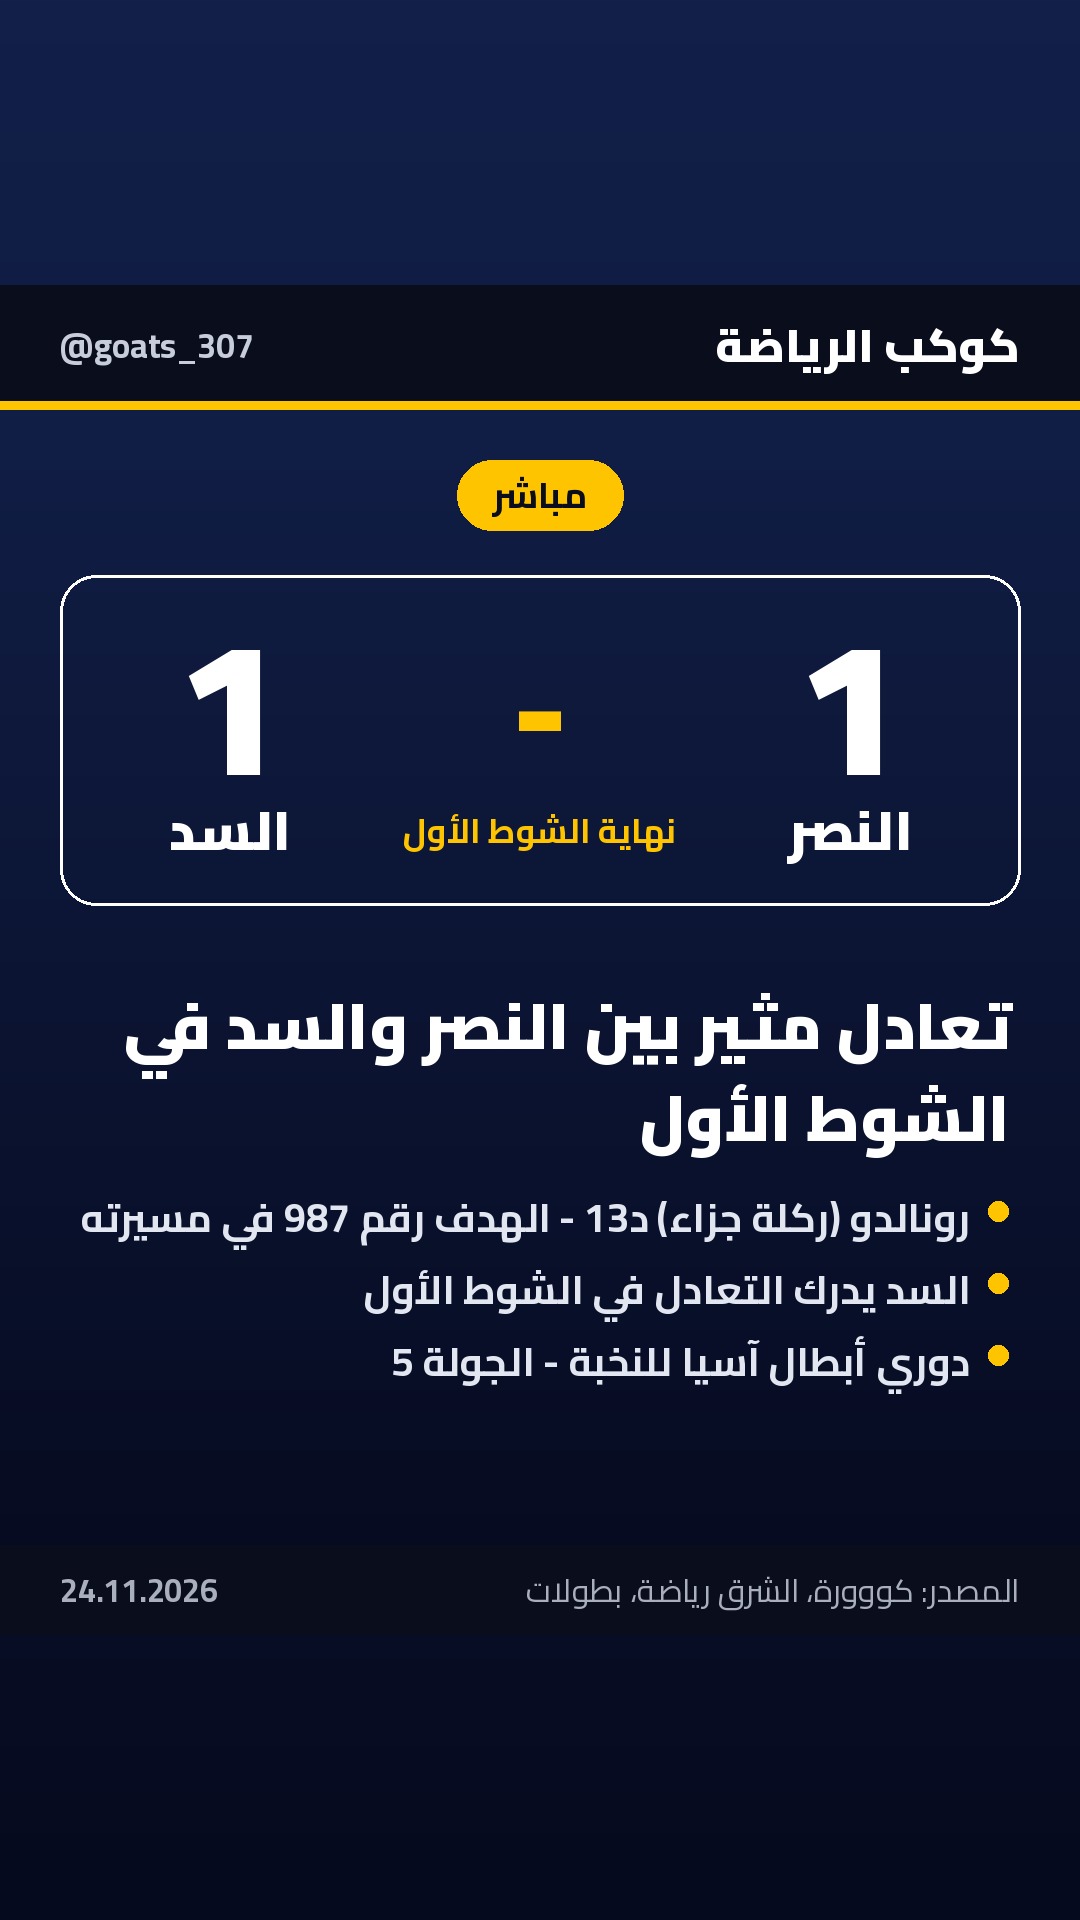 كوكب الرياضة
@goats_307
مباشر
1 - 1
النصر
نهاية الشوط الأول
السد
تعادل مثير بين النصر والسد في
الشوط الأول
رونالدو (ركلة جزاء) د13 - الهدف رقم 987 في مسيرته
السد يدرك التعادل في الشوط الأول
دوري أبطال آسيا للنخبة - الجولة 5
المصدر: كووورة، الشرق رياضة، بطولات
24.11.2026